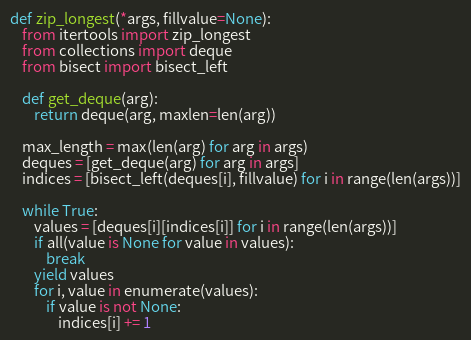 def zip_longest(*args, fillvalue=None):
from itertools import zip_longest
from collections import deque
from bisect import bisect_left
def get_deque(arg):
return deque(arg, maxlen=len(arg))
max_length = max(len(arg) for arg in args)
deques = [get_deque(arg) for arg in args]
indices = [bisect_left(deques[i], fillvalue) for i in range(len(args))]
while True:
values = [deques[i][indices[i]] for i in range(len(args))]
if all(value is None for value in values):
break
yield values
for i, value in enumerate(values):
if value is not None:
indices[i] += 1